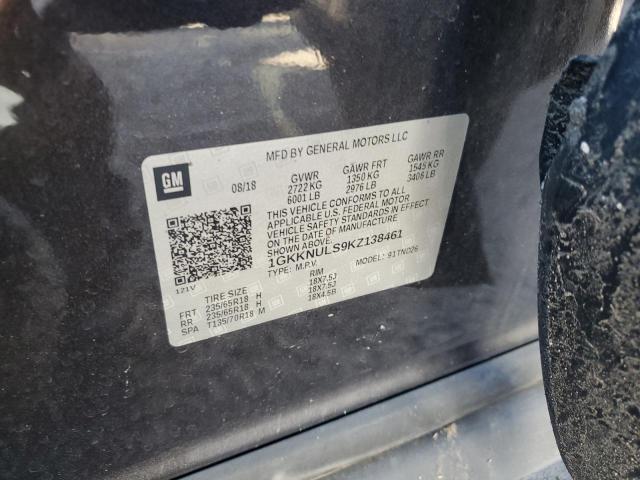 MFD BY GENERAL MOTORS LLC
GM
08/18 GVWR GAWR FRT GAWR RR
2722 KG 1350 KG 1545 KG
6001 LB 2976 LB 3406 LB
THIS VEHICLE CONFORMS TO ALL
APPLICABLE U.S. FEDERAL MOTOR
VEHICLE SAFETY STANDARDS IN EFFECT
ON THE DATE OF MANUFACTURE
SHOWN ABOVE.
1GKKNULS9KZ138461
TYPE: M.P.V. MODEL: 91TND26
121V
TIRE SIZE RIM
FRT 235/65R18 H 18X7.5J
RR 235/65R18 H 18X7.5J
SPA T135/70R18 M 18X4.5B